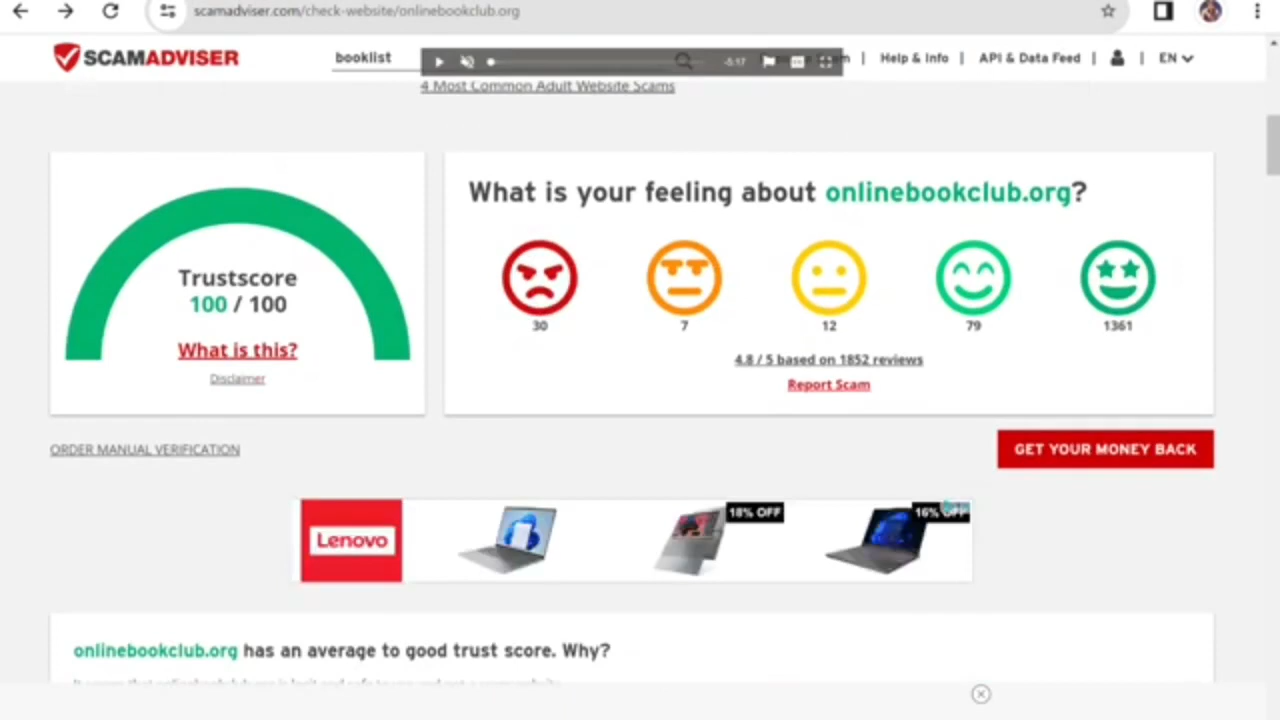 scamadviser.com/check-website/onlinebookclub.org
SCAMADVISER
booklist
-5:17
| Help & Info | API & Data Feed | | EN
4 Most Common Adult Website Scams
Trustscore
100 / 100
What is this?
Disclaimer
What is your feeling about onlinebookclub.org?
30 7 12 79 1361
4.8 / 5 based on 1852 reviews
Report Scam
ORDER MANUAL VERIFICATION
GET YOUR MONEY BACK
Lenovo
18% OFF
16% OFF
onlinebookclub.org has an average to good trust score. Why?